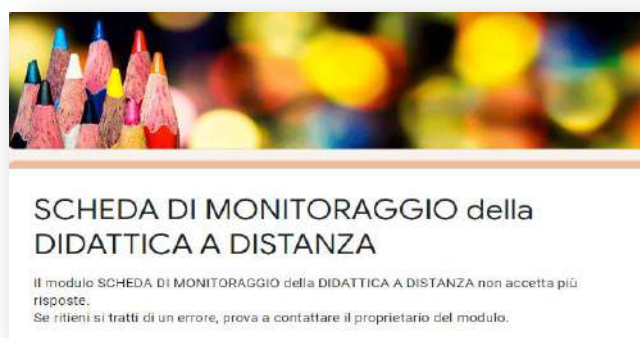 SCHEDA DI MONITORAGGIO della
DIDATTICA A DISTANZA
Il modulo SCHEDA DI MONITORAGGIO della DIDATTICA A DISTANZA non accetta più
risposte.
Se ritieni si tratti di un errore, prova a contattare il proprietario del modulo.